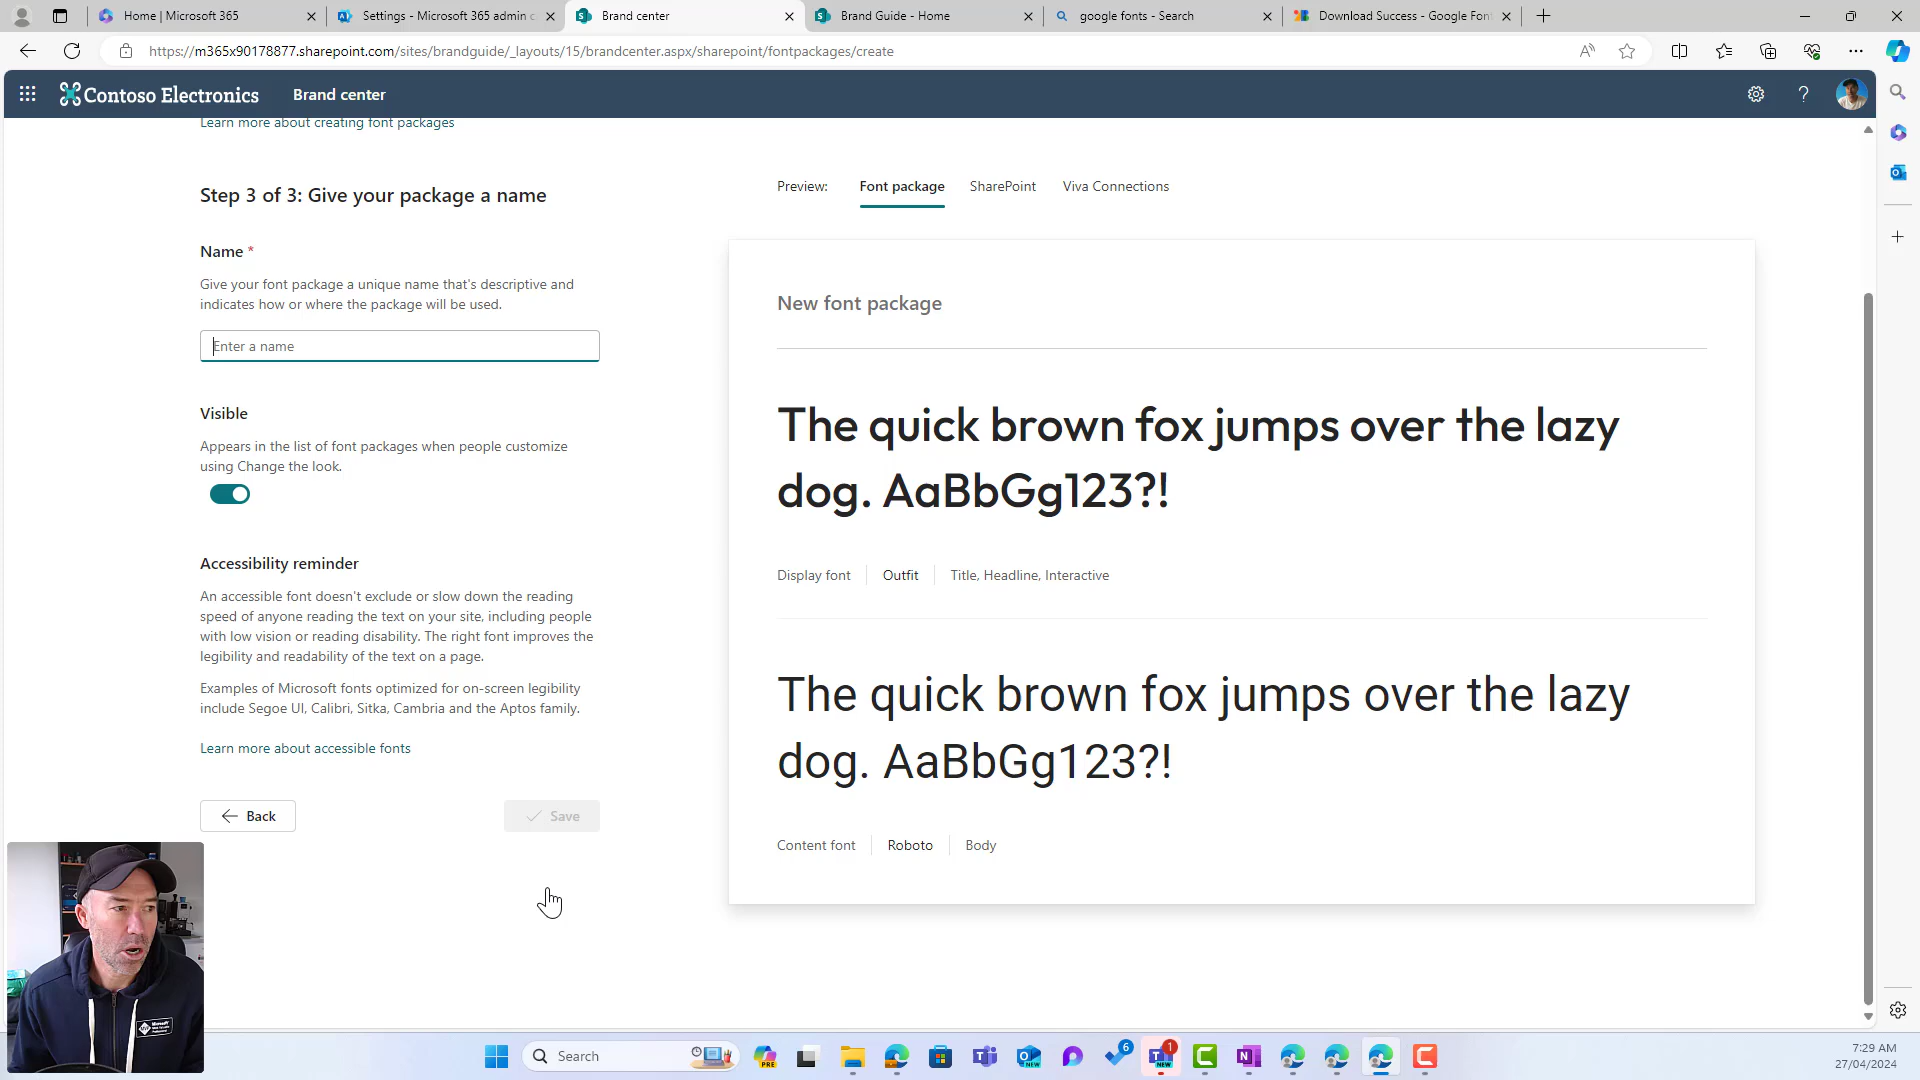 Home | Microsoft 365
Settings - Microsoft 365 admin c
Brand center
Brand Guide - Home
google fonts - Search
Download Success - Google Fon
https://m365x90178877.sharepoint.com/sites/brandguide/_layouts/15/brandcenter.aspx/sharepoint/fontpackages/create
Contoso Electronics
Brand center
Learn more about creating font packages
Step 3 of 3: Give your package a name
Name *
Give your font package a unique name that's descriptive and
indicates how or where the package will be used.
Enter a name
Visible
Appears in the list of font packages when people customize
using Change the look.
Accessibility reminder
An accessible font doesn't exclude or slow down the reading
speed of anyone reading the text on your site, including people
with low vision or reading disability. The right font improves the
legibility and readability of the text on a page.
Examples of Microsoft fonts optimized for on-screen legibility
include Segoe UI, Calibri, Sitka, Cambria and the Aptos family.
Learn more about accessible fonts
Back
Save
Preview:
Font package
SharePoint
Viva Connections
New font package
The quick brown fox jumps over the lazy
dog. AaBbGg123?!
Display font
Outfit
Title, Headline, Interactive
The quick brown fox jumps over the lazy
dog. AaBbGg123?!
Content font
Roboto
Body
Search
PRE
NEW
6
1
NEW
7:29 AM
27/04/2024